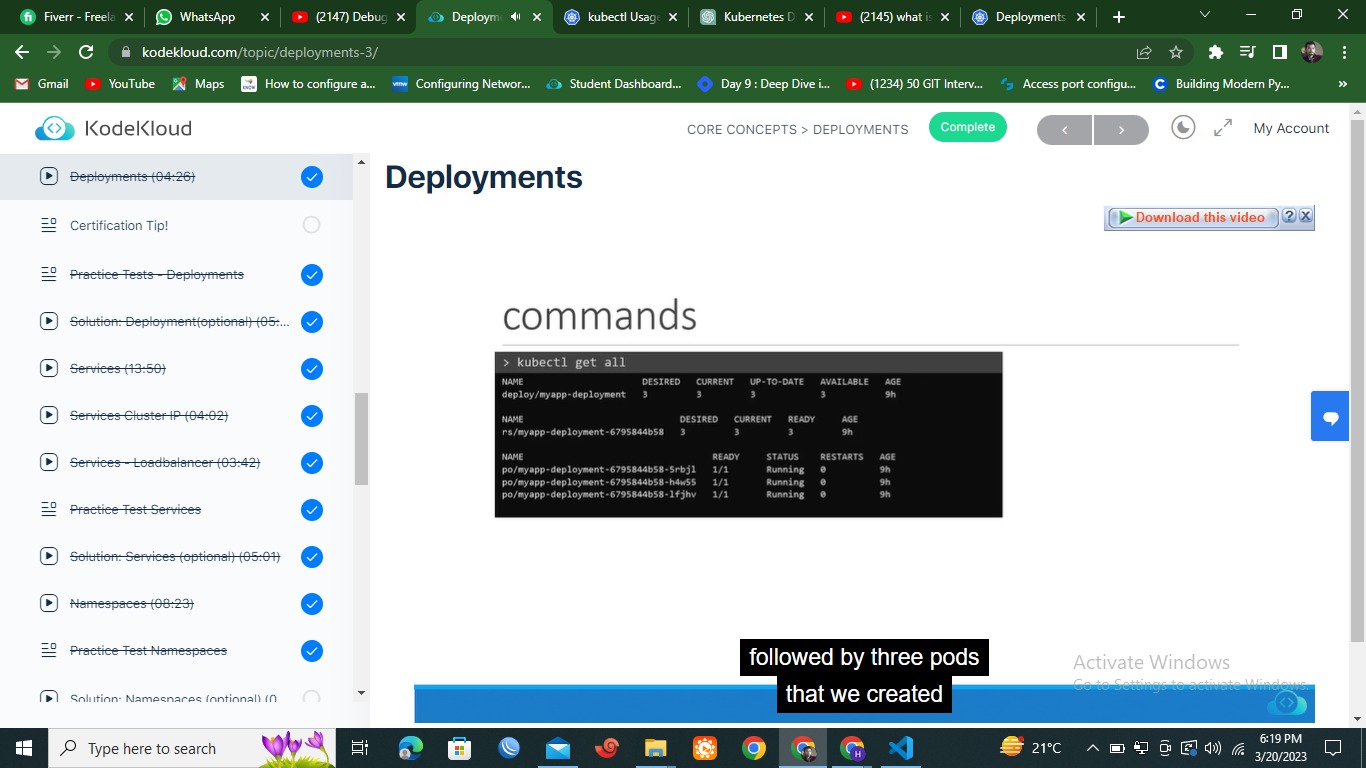 Fiverr - Freela
WhatsApp
(2147) Debug
Deploym
kubectl Usag
Kubernetes D
(2145) what is
Deployments
kodekloud.com/topic/deployments-3/
Gmail
YouTube
Maps
How to configure a...
Configuring Networ...
Student Dashboard...
Day 9 : Deep Dive i...
(1234) 50 GIT Interv...
Access port configu...
Building Modern Py...
KodeKloud
CORE CONCEPTS > DEPLOYMENTS
Complete
My Account
Deployments (04:26)
Certification Tip!
Practice Tests - Deployments
Solution: Deployment(optional) (05:...
Services (13:50)
Services Cluster IP (04:02)
Services - Loadbalancer (03:42)
Practice Test Services
Solution: Services (optional) (05:01)
Namespaces (08:23)
Practice Test Namespaces
Solution: Namespaces (optional) (0
Deployments
Download this video
commands
> kubectl get all
NAME DESIRED CURRENT UP-TO-DATE AVAILABLE AGE
deploy/myapp-deployment 3 3 3 3 9h
NAME DESIRED CURRENT READY AGE
rs/myapp-deployment-6795844b58 3 3 3 9h
NAME READY STATUS RESTARTS AGE
po/myapp-deployment-6795844b58-5rbjl 1/1 Running 0 9h
po/myapp-deployment-6795844b58-h4w55 1/1 Running 0 9h
po/myapp-deployment-6795844b58-lfjhv 1/1 Running 0 9h
followed by three pods
that we created
Activate Windows
Go to Settings to activate Windows.
Type here to search
21°C
6:19 PM
3/20/2023